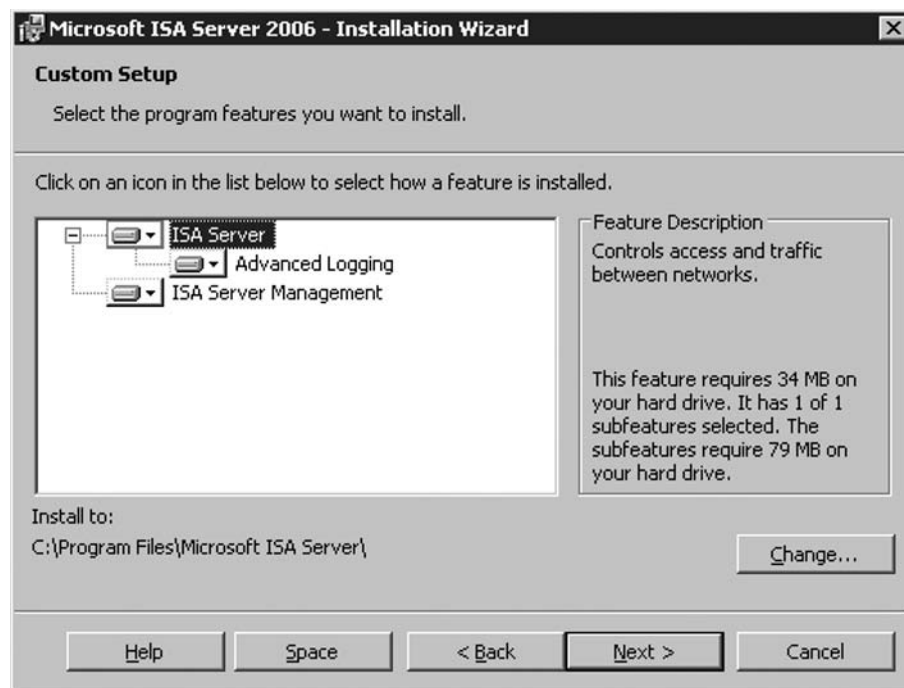 Microsoft ISA Server 2006 - Installation Wizard
Custom Setup
Select the program features you want to install.
Click on an icon in the list below to select how a feature is installed.
ISA Server
Advanced Logging
ISA Server Management
Feature Description
Controls access and traffic
between networks.
This feature requires 34 MB on
your hard drive. It has 1 of 1
subfeatures selected. The
subfeatures require 79 MB on
your hard drive.
Install to:
C:\Program Files\Microsoft ISA Server\
Change...
Help
Space
< Back
Next >
Cancel